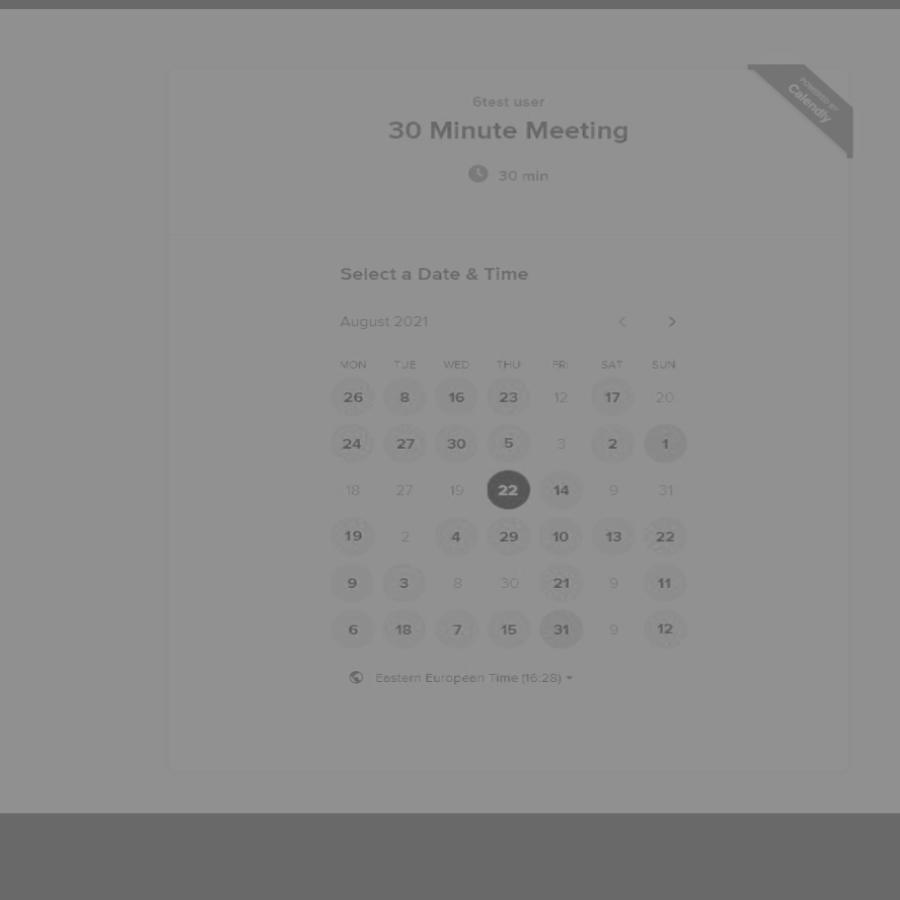 POWERED BY
Calendly
6test user
30 Minute Meeting
30 min
Select a Date & Time
August 2021
MON TUE WED THU FRI SAT SUN
26 8 16 23 12 17 20
24 27 30 5 3 2 1
18 27 19 22 14 9 31
19 2 4 29 10 13 22
9 3 8 30 21 9 11
6 18 7 15 31 9 12
Eastern European Time (16:28)